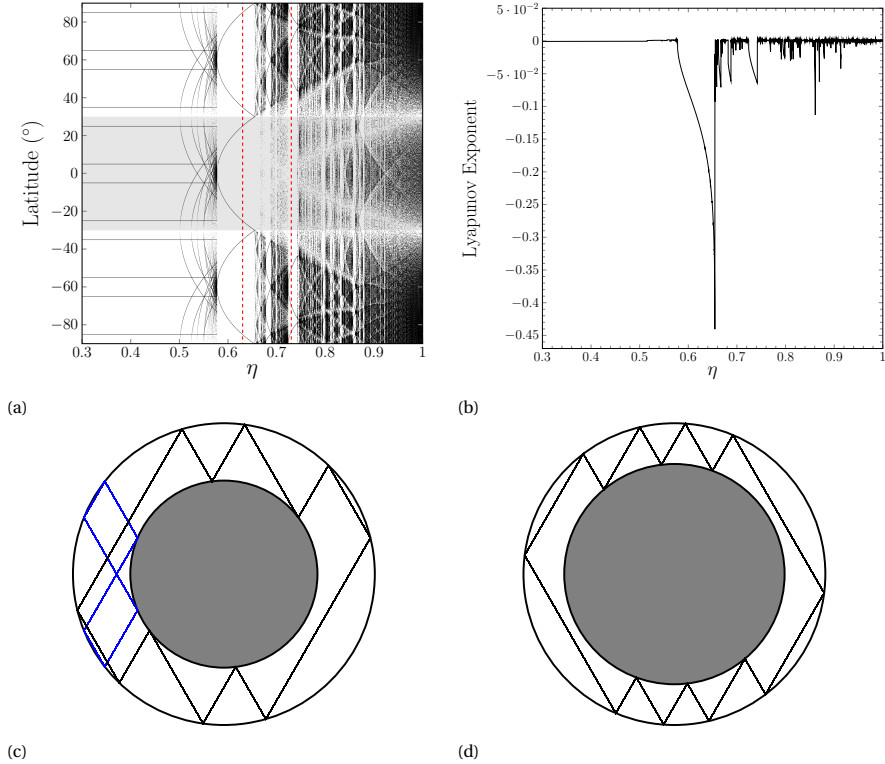 80
60
40
20
0
−20
−40
−60
−80
Latitude (°)
0.3 0.4 0.5 0.6 0.7 0.8 0.9 1
η
(a)
5·10⁻²
0
−5·10⁻²
−0.1
−0.15
−0.2
−0.25
−0.3
−0.35
−0.4
−0.45
Lyapunov Exponent
0.3 0.4 0.5 0.6 0.7 0.8 0.9 1
η
(b)
(c)
(d)